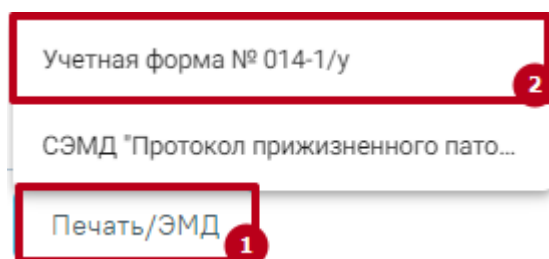 Учетная форма № 014-1/у
2
СЭМД "Протокол прижизненного пато...
Печать/ЭМД
1